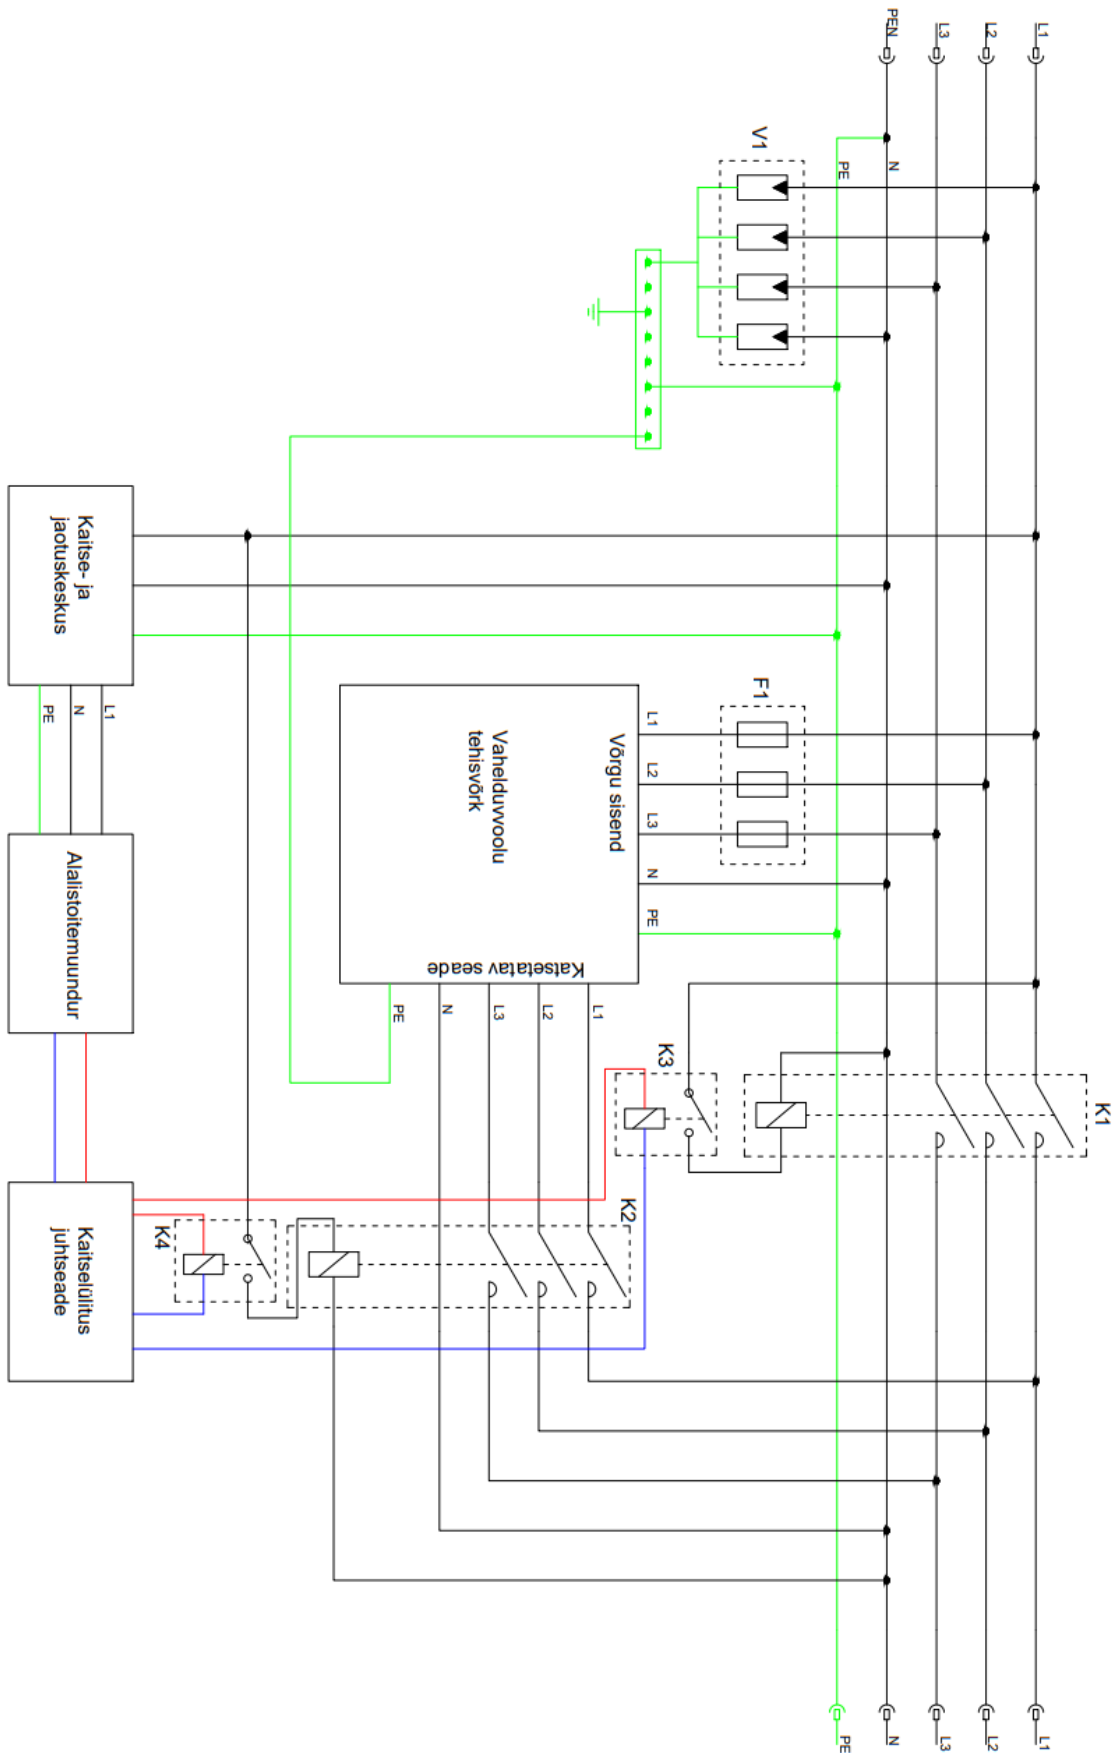 L1
L2
L3
PEN
N
PE
V1
F1
K1
L1
L2
L3
N
PE
Võrgu sisend
Vahelduvvoolu
tehisvõrk
Katsetatav seade
L1
L2
L3
N
PE
K3
K2
K4
Kaitse- ja
jaotuskeskus
L1
N
PE
Alalistoitemuundur
Kaitselülitus
juhtseade
L1
L2
L3
N
PE